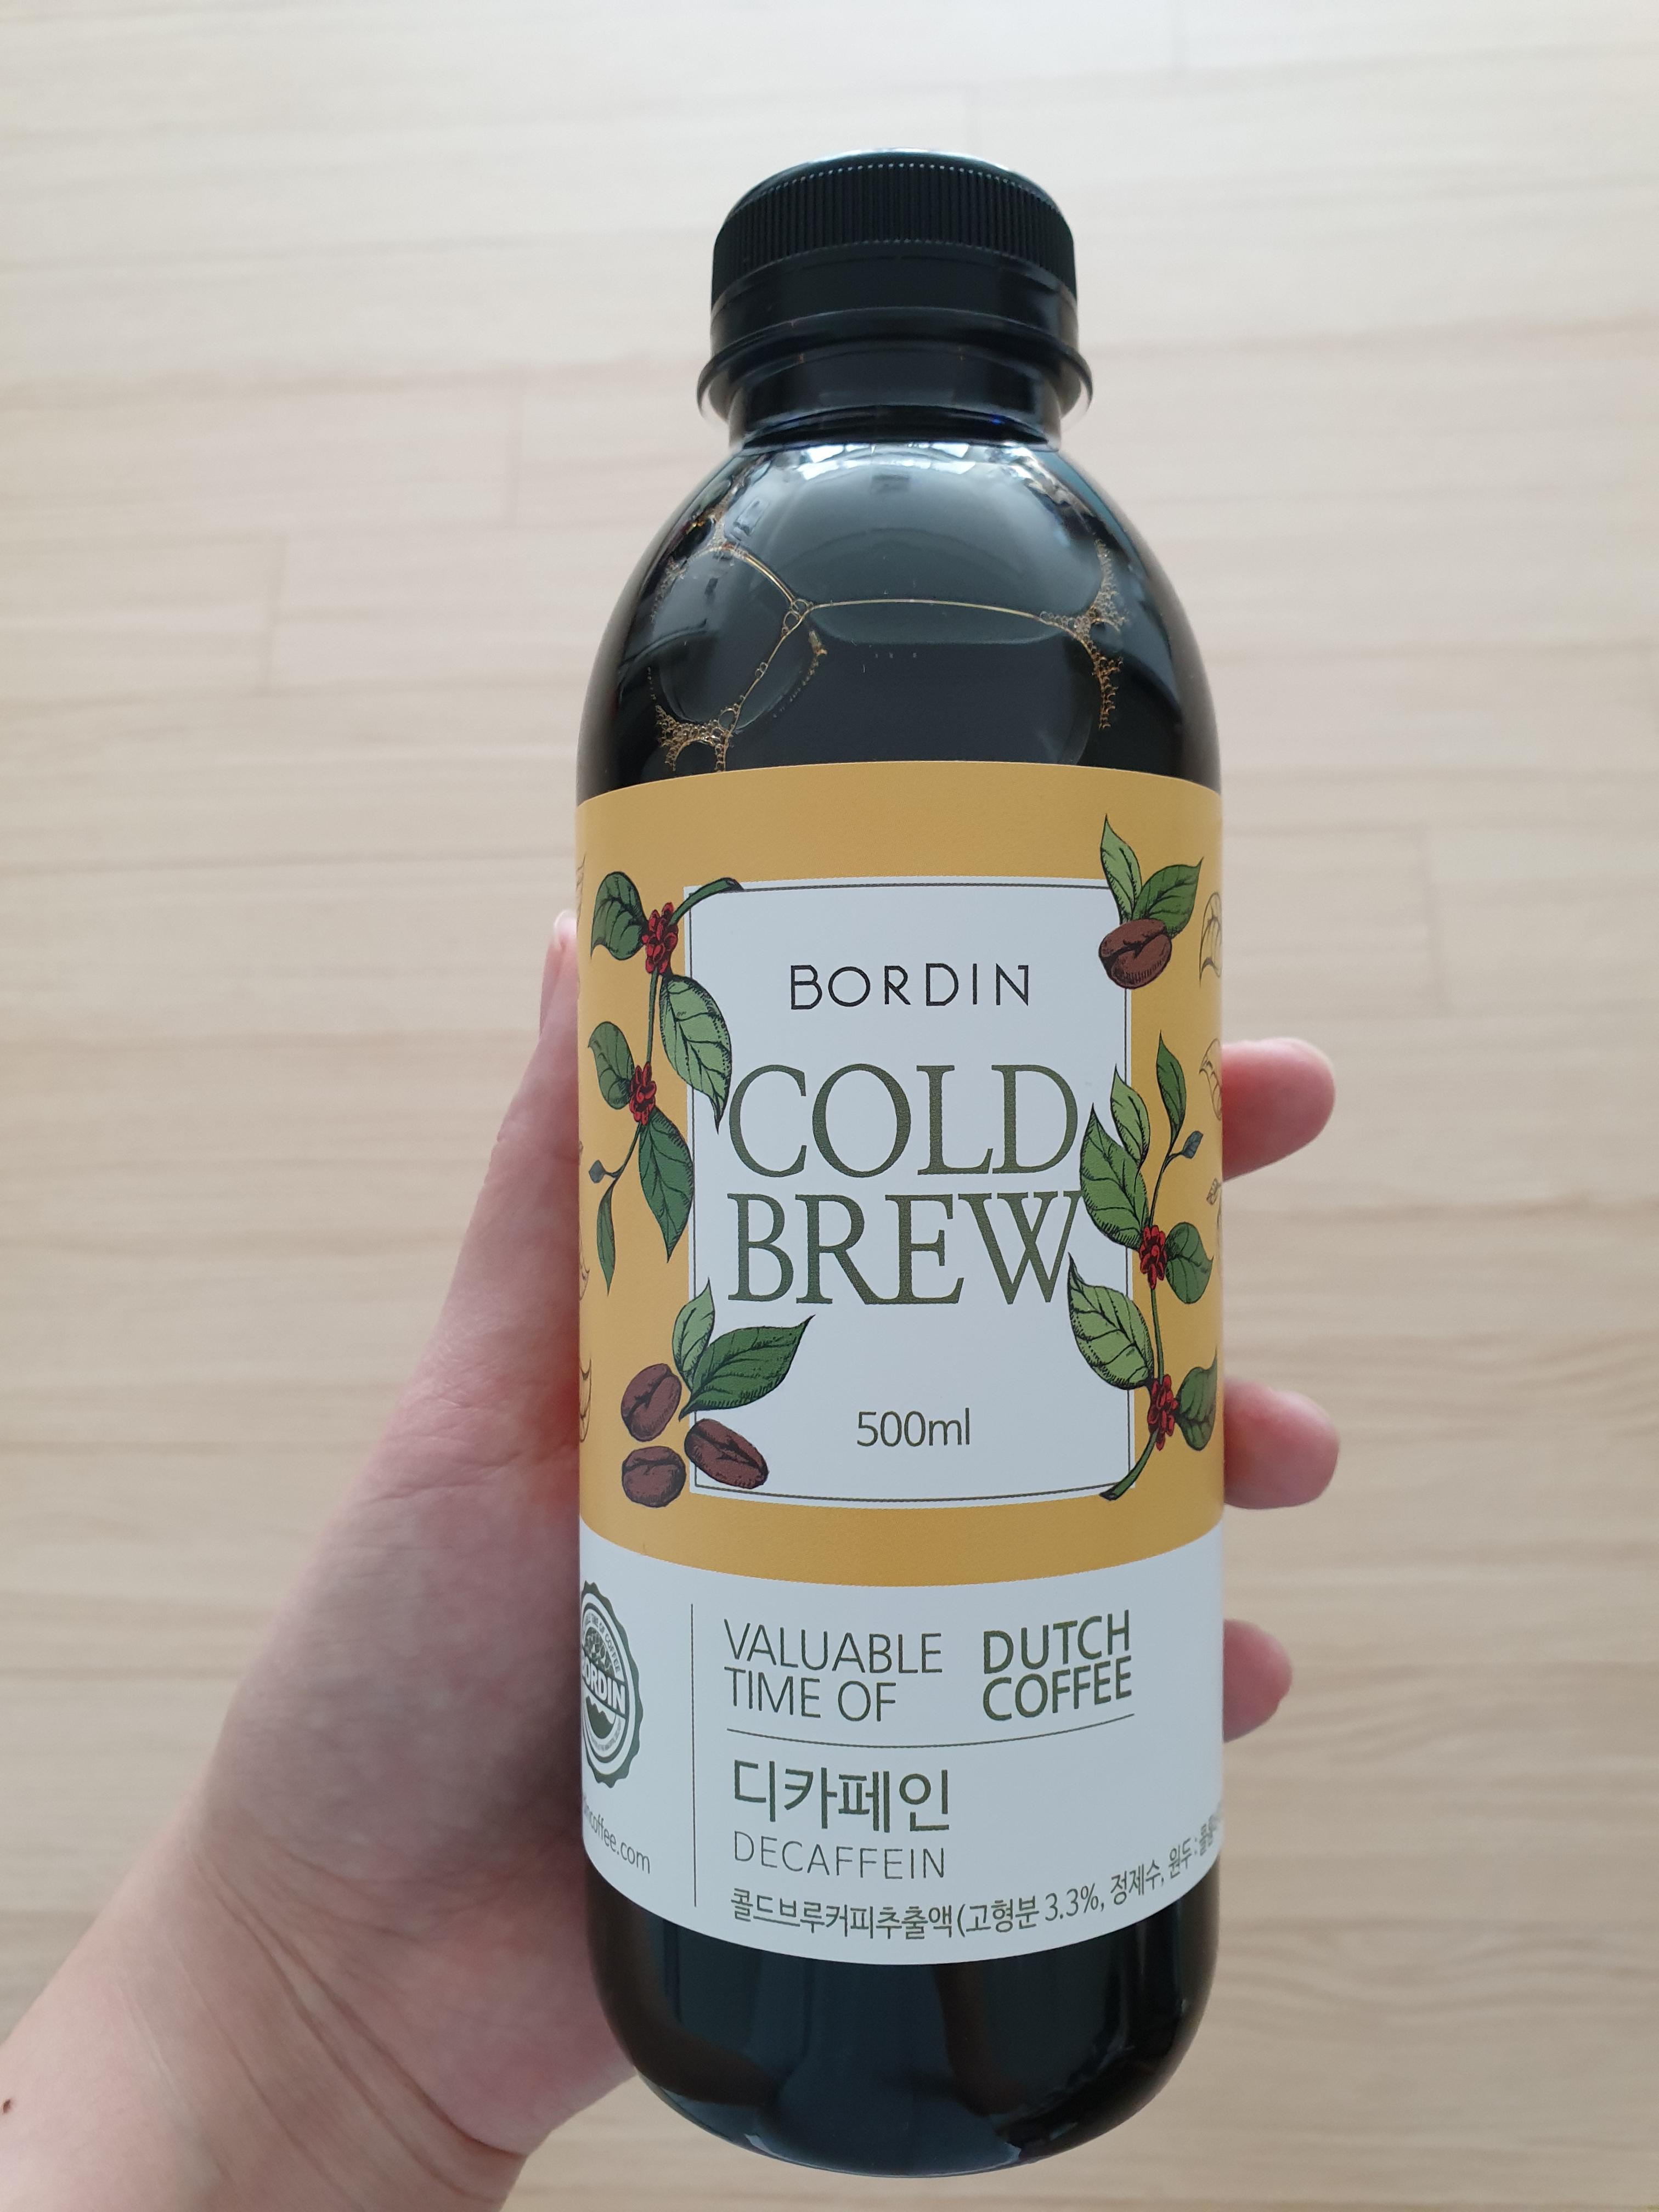 BORDIN
COLD
BREW
500ml
VALUABLE
TIME OF
DUTCH
COFFEE
BORDIN
디카페인
DECAFFEIN
콜드브루커피추출액(고형분 3.3%, 정제수, 원두: